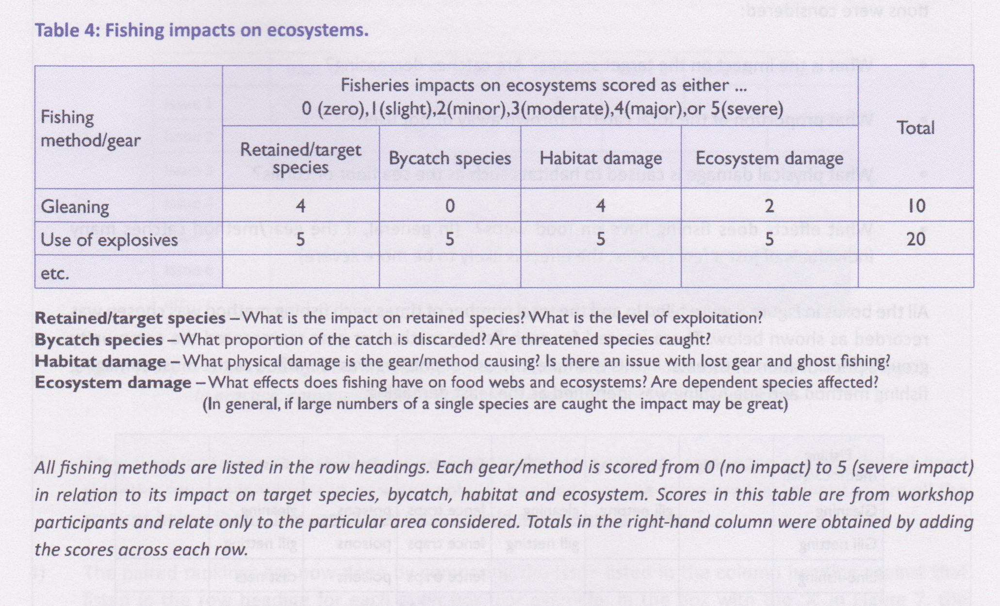 Table 4: Fishing impacts on ecosystems.
Fishing method/gear
Fisheries impacts on ecosystems scored as either ...
0 (zero),1(slight),2(minor),3(moderate),4(major),or 5(severe)
Total
Retained/target species
Bycatch species
Habitat damage
Ecosystem damage
Gleaning 4 0 4 2 10
Use of explosives 5 5 5 5 20
etc.
Retained/target species – What is the impact on retained species? What is the level of exploitation?
Bycatch species – What proportion of the catch is discarded? Are threatened species caught?
Habitat damage – What physical damage is the gear/method causing? Is there an issue with lost gear and ghost fishing?
Ecosystem damage – What effects does fishing have on food webs and ecosystems? Are dependent species affected?
(In general, if large numbers of a single species are caught the impact may be great)
All fishing methods are listed in the row headings. Each gear/method is scored from 0 (no impact) to 5 (severe impact)
in relation to its impact on target species, bycatch, habitat and ecosystem. Scores in this table are from workshop
participants and relate only to the particular area considered. Totals in the right-hand column were obtained by adding
the scores across each row.